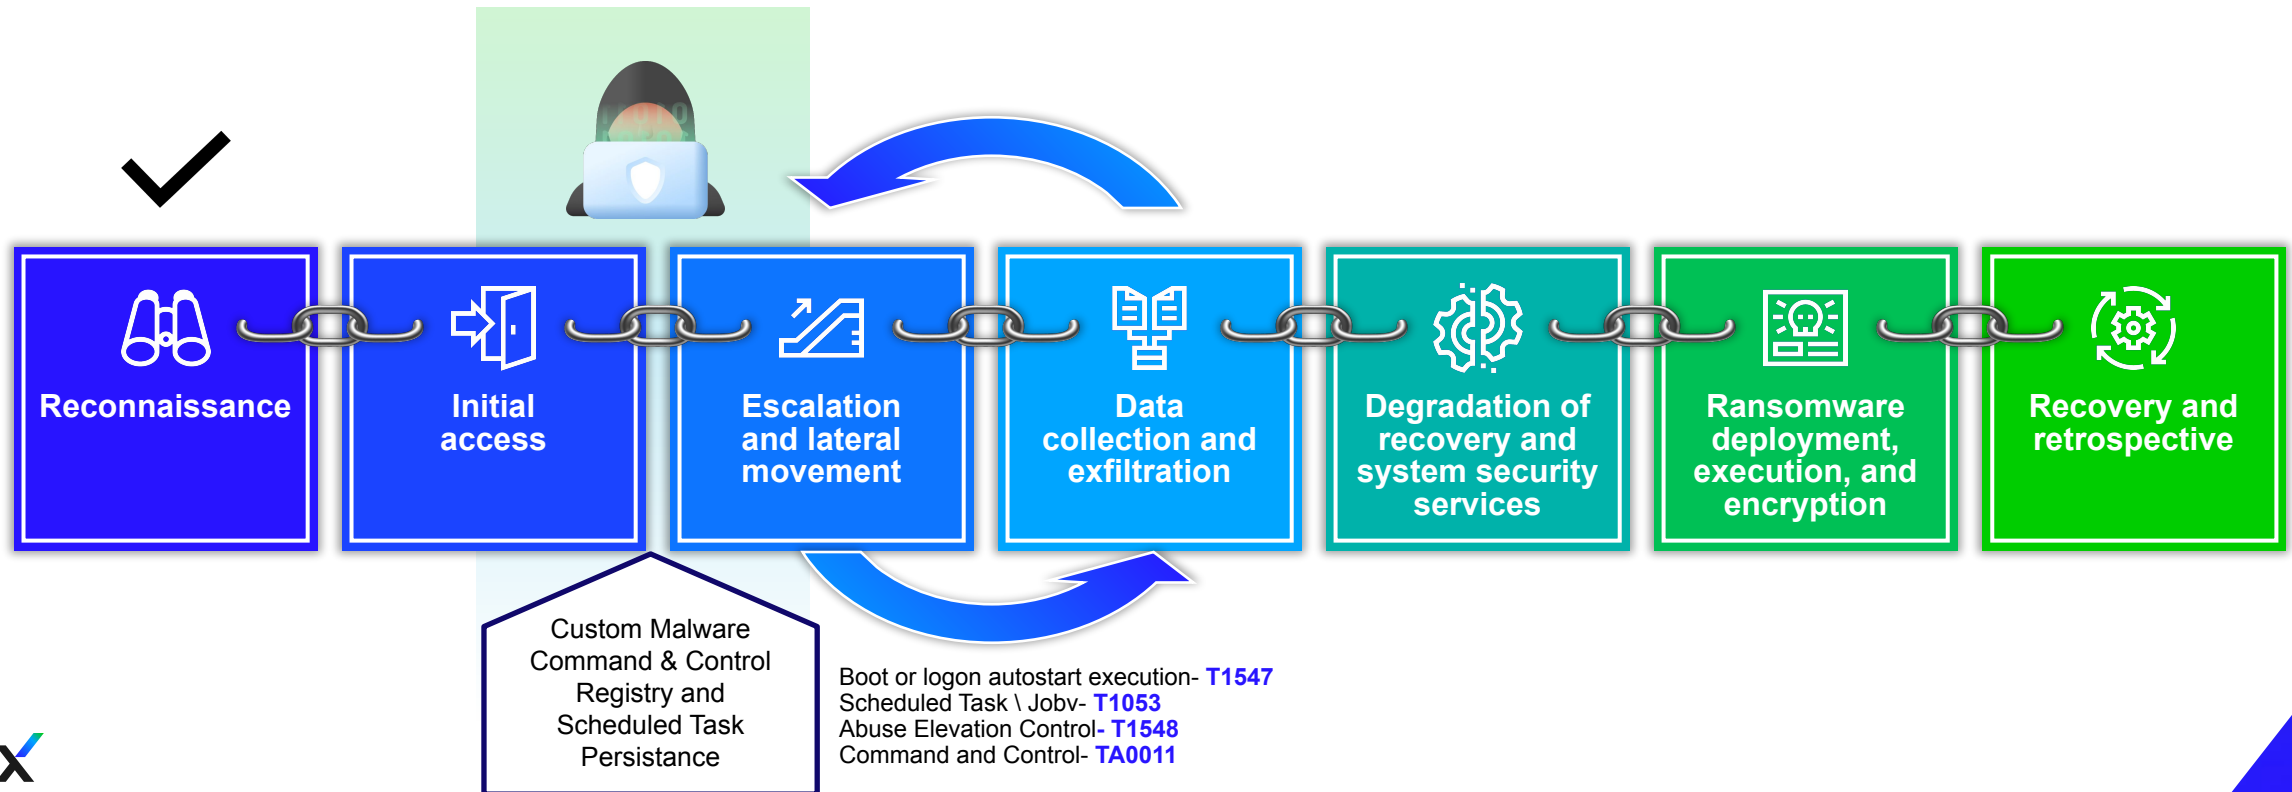 Reconnaissance
Initial
access
Escalation
and lateral
movement
Data
collection and
exfiltration
Degradation of
recovery and
system security
services
Ransomware
deployment,
execution, and
encryption
Recovery and
retrospective
Custom Malware
Command & Control
Registry and
Scheduled Task
Persistance
Boot or logon autostart execution- T1547
Scheduled Task \ Jobv- T1053
Abuse Elevation Control- T1548
Command and Control- TA0011